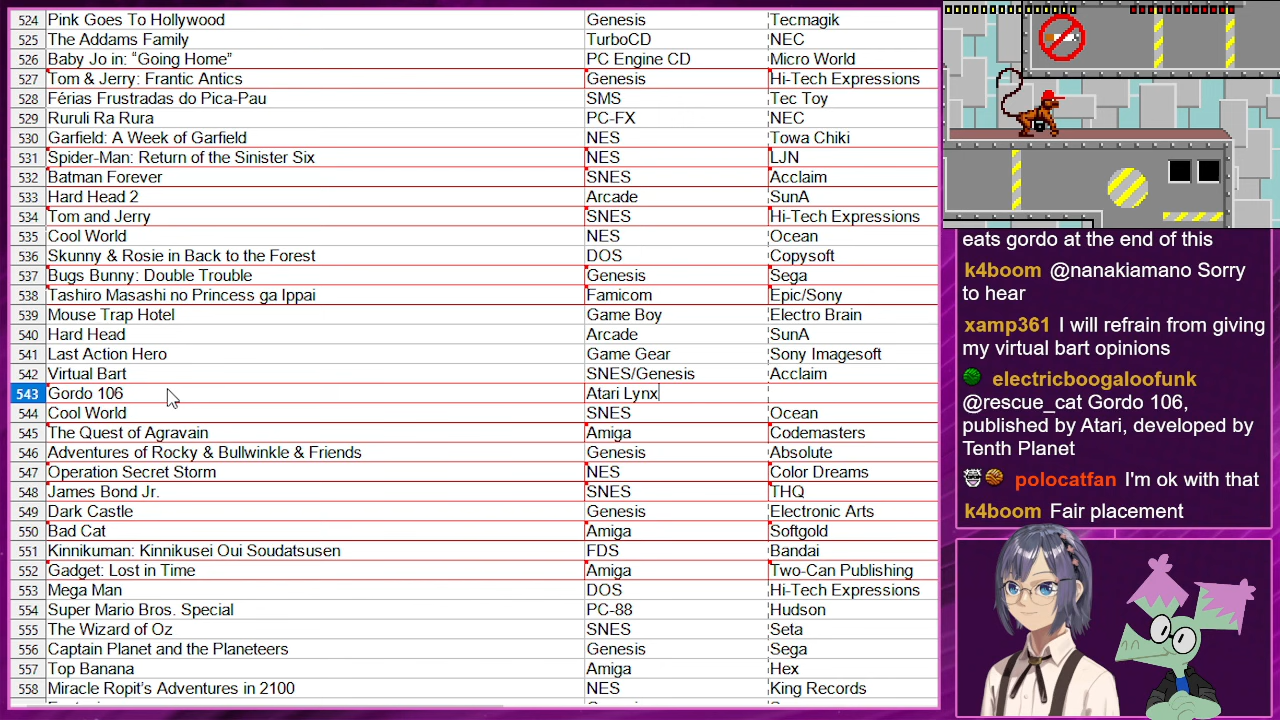 524 Pink Goes To Hollywood Genesis Tecmagik
525 The Addams Family TurboCD NEC
526 Baby Jo in: “Going Home” PC Engine CD Micro World
527 Tom & Jerry: Frantic Antics Genesis Hi-Tech Expressions
528 Férias Frustradas do Pica-Pau SMS Tec Toy
529 Ruruli Ra Rura PC-FX NEC
530 Garfield: A Week of Garfield NES Towa Chiki
531 Spider-Man: Return of the Sinister Six NES LJN
532 Batman Forever SNES Acclaim
533 Hard Head 2 Arcade SunA
534 Tom and Jerry SNES Hi-Tech Expressions
535 Cool World NES Ocean
536 Skunny & Rosie in Back to the Forest DOS Copysoft
537 Bugs Bunny: Double Trouble Genesis Sega
538 Tashiro Masashi no Princess ga Ippai Famicom Epic/Sony
539 Mouse Trap Hotel Game Boy Electro Brain
540 Hard Head Arcade SunA
541 Last Action Hero Game Gear Sony Imagesoft
542 Virtual Bart SNES/Genesis Acclaim
543 Gordo 106 Atari Lynx
544 Cool World SNES Ocean
545 The Quest of Agravain Amiga Codemasters
546 Adventures of Rocky & Bullwinkle & Friends Genesis Absolute
547 Operation Secret Storm NES Color Dreams
548 James Bond Jr. SNES THQ
549 Dark Castle Genesis Electronic Arts
550 Bad Cat Amiga Softgold
551 Kinnikuman: Kinnikusei Oui Soudatsusen FDS Bandai
552 Gadget: Lost in Time Amiga Two-Can Publishing
553 Mega Man DOS Hi-Tech Expressions
554 Super Mario Bros. Special PC-88 Hudson
555 The Wizard of Oz SNES Seta
556 Captain Planet and the Planeteers Genesis Sega
557 Top Banana Amiga Hex
558 Miracle Ropit’s Adventures in 2100 NES King Records
eats gordo at the end of this
k4boom @nanakiamano Sorry
to hear
xamp361 I will refrain from giving
my virtual bart opinions
electricboogaloofunk
@rescue_cat Gordo 106,
published by Atari, developed by
Tenth Planet
polocatfan I'm ok with that
k4boom Fair placement